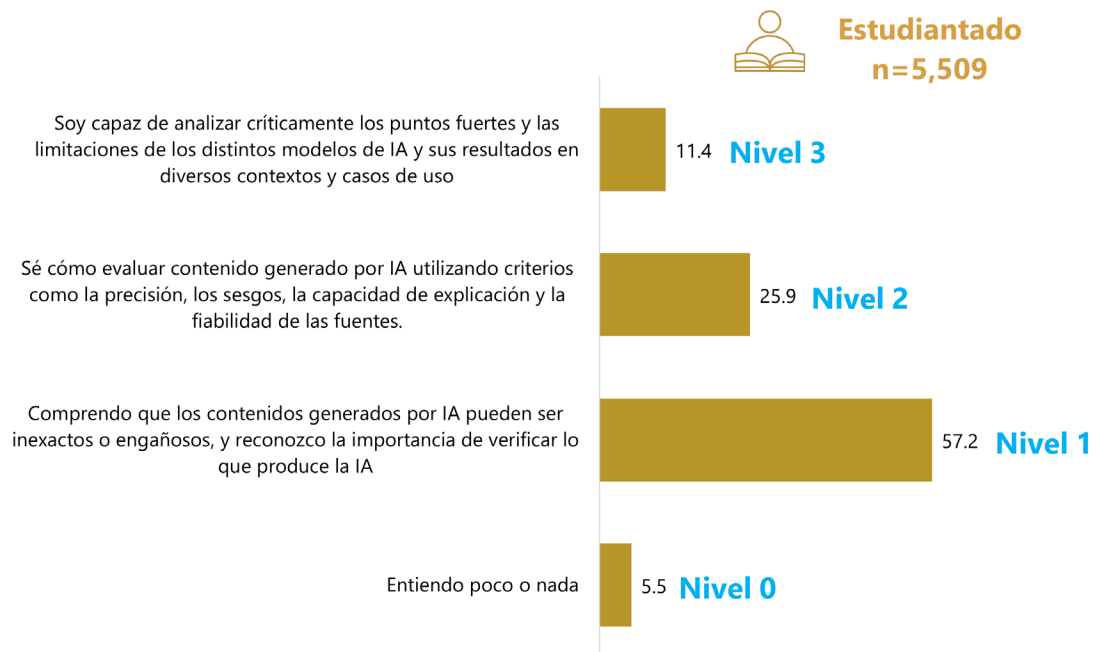 Estudiantado
n=5,509
Soy capaz de analizar críticamente los puntos fuertes y las
limitaciones de los distintos modelos de IA y sus resultados en
diversos contextos y casos de uso
11.4 Nivel 3
Sé cómo evaluar contenido generado por IA utilizando criterios
como la precisión, los sesgos, la capacidad de explicación y la
fiabilidad de las fuentes.
25.9 Nivel 2
Comprendo que los contenidos generados por IA pueden ser
inexactos o engañosos, y reconozco la importancia de verificar lo
que produce la IA
57.2 Nivel 1
Entiendo poco o nada
5.5 Nivel 0